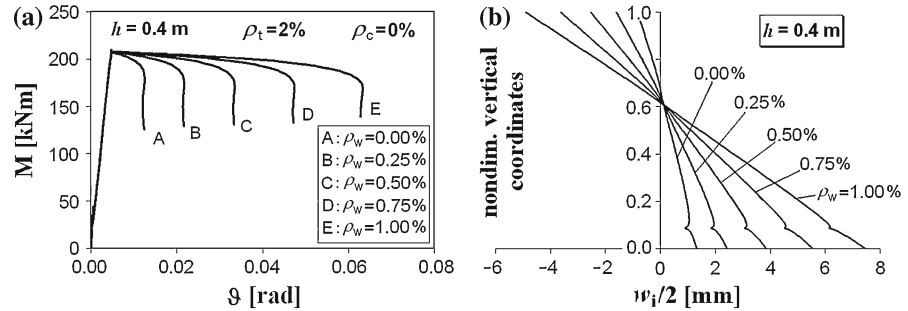 (a)
h = 0.4 m
ρt=2%
ρc=0%
250
200
150
100
50
0
M [kNm]
A
B
C
D
E
A: ρw=0.00%
B: ρw=0.25%
C: ρw=0.50%
D: ρw=0.75%
E: ρw=1.00%
0.00
0.02
0.04
0.06
0.08
ϑ [rad]
(b)
h = 0.4 m
nondim. vertical
coordinates
1.0
0.8
0.6
0.4
0.2
0
0.00%
0.25%
0.50%
0.75%
ρw=1.00%
−6
−4
−2
0
2
4
6
8
wi/2 [mm]